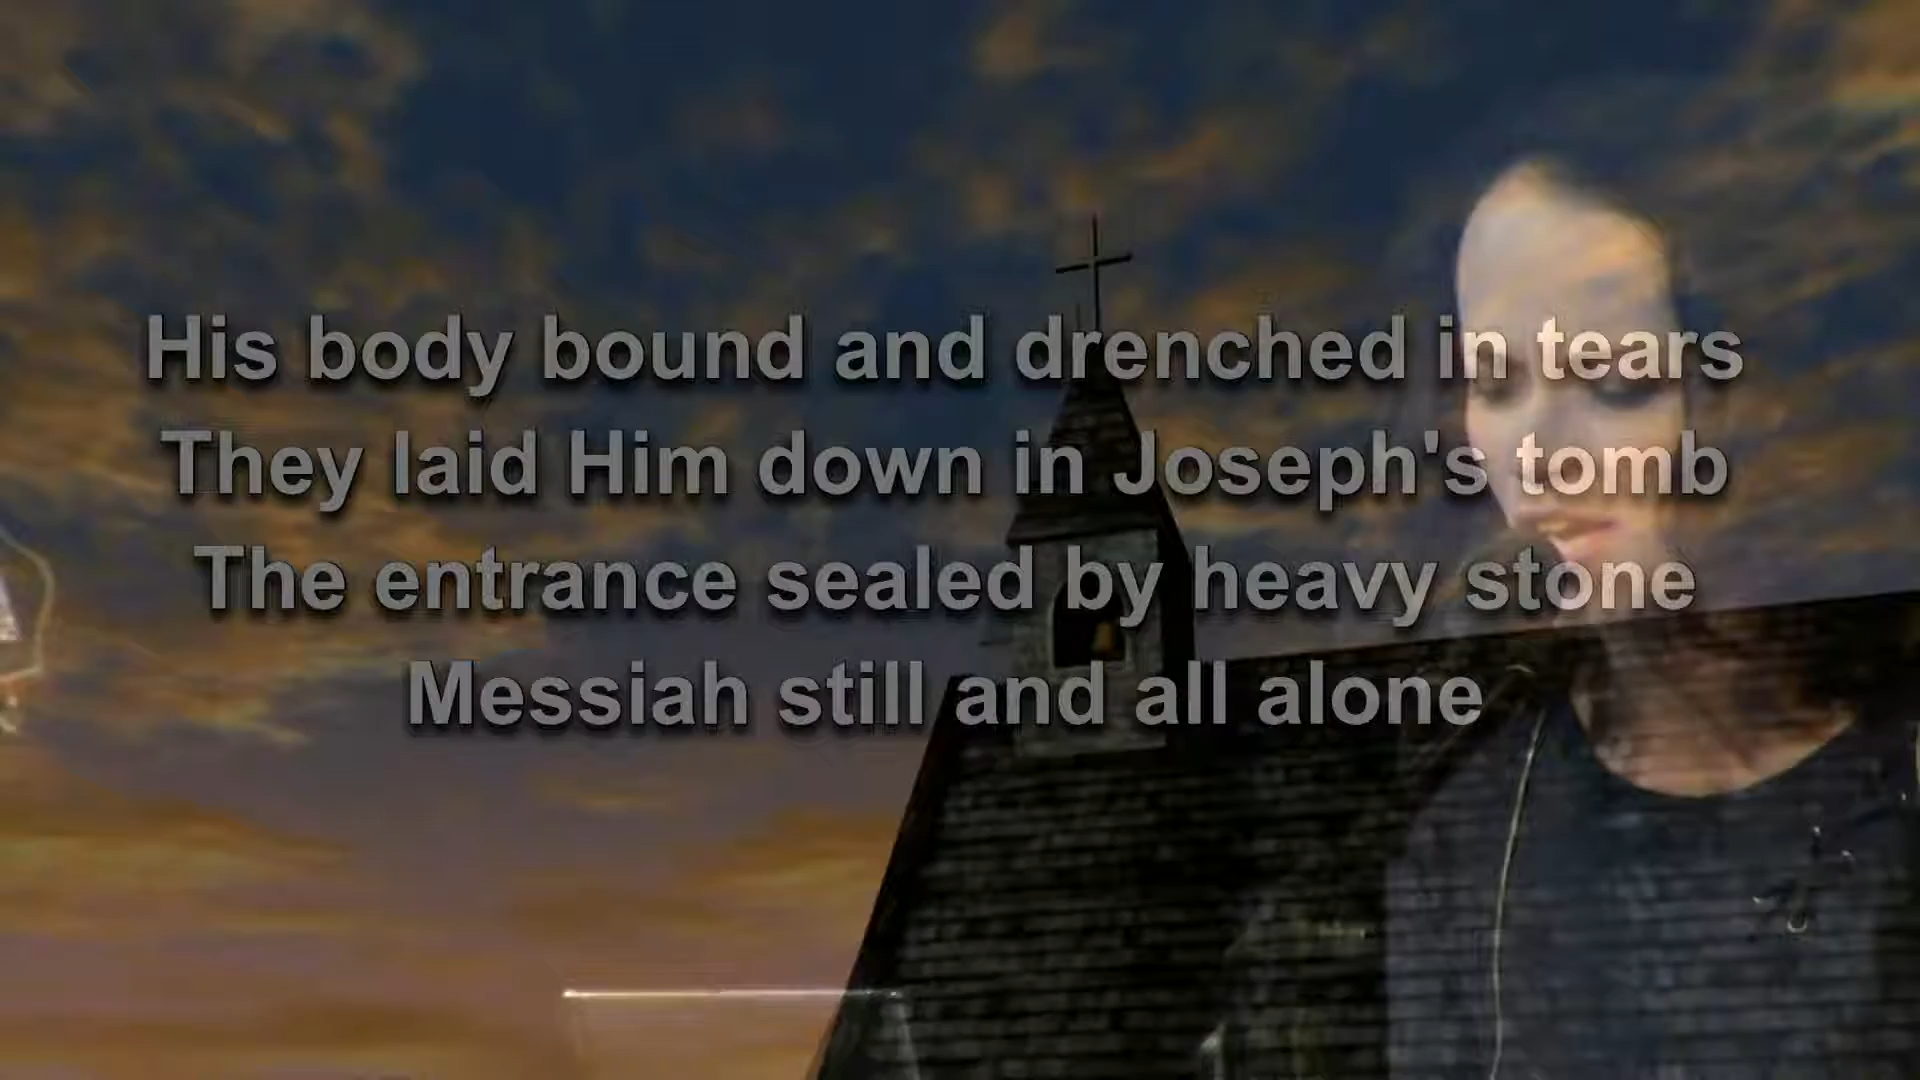 His body bound and drenched in tears
They laid Him down in Joseph's tomb
The entrance sealed by heavy stone
Messiah still and all alone